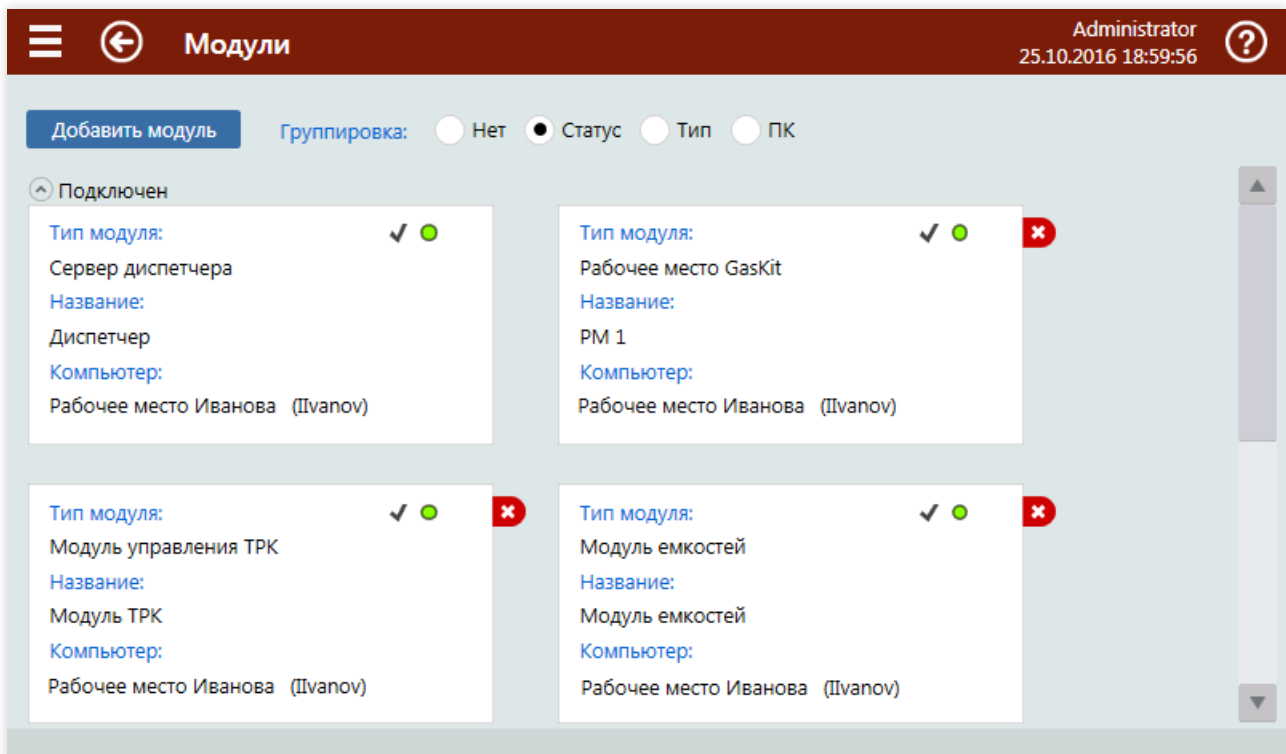 Модули
Administrator
25.10.2016 18:59:56
Добавить модуль
Группировка: Нет Статус Тип ПК
Подключен
Тип модуля:
Сервер диспетчера
Название:
Диспетчер
Компьютер:
Рабочее место Иванова (IIvanov)
Тип модуля:
Рабочее место GasKit
Название:
РМ 1
Компьютер:
Рабочее место Иванова (IIvanov)
Тип модуля:
Модуль управления ТРК
Название:
Модуль ТРК
Компьютер:
Рабочее место Иванова (IIvanov)
Тип модуля:
Модуль емкостей
Название:
Модуль емкостей
Компьютер:
Рабочее место Иванова (IIvanov)